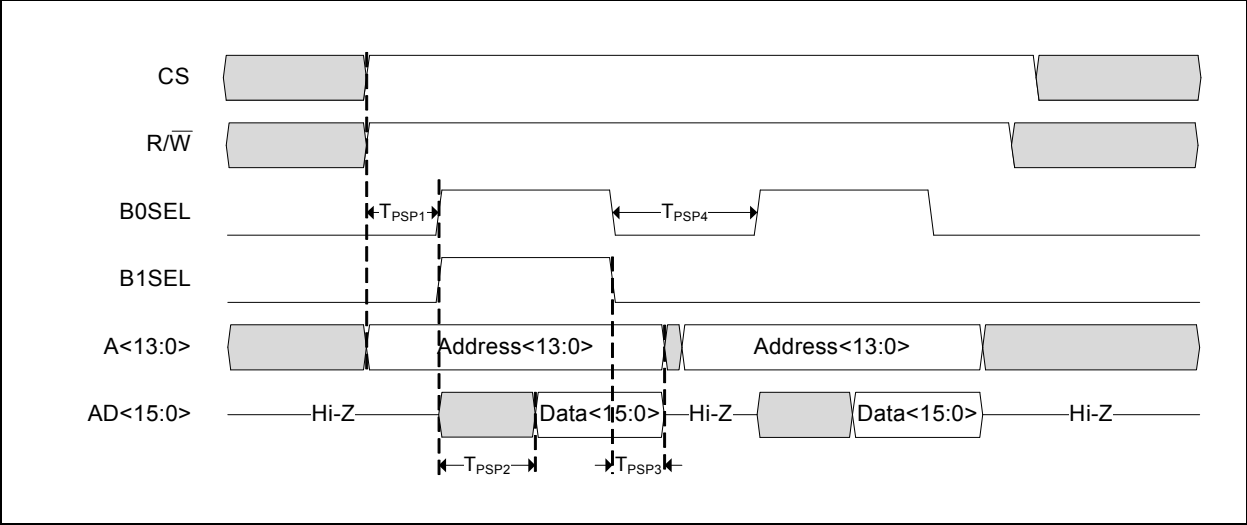 CS
R/W̅
B0SEL
TPSP1
TPSP4
B1SEL
A<13:0>
Address<13:0>
Address<13:0>
AD<15:0>
Hi-Z
Data<15:0>
Hi-Z
Data<15:0>
Hi-Z
TPSP2
TPSP3